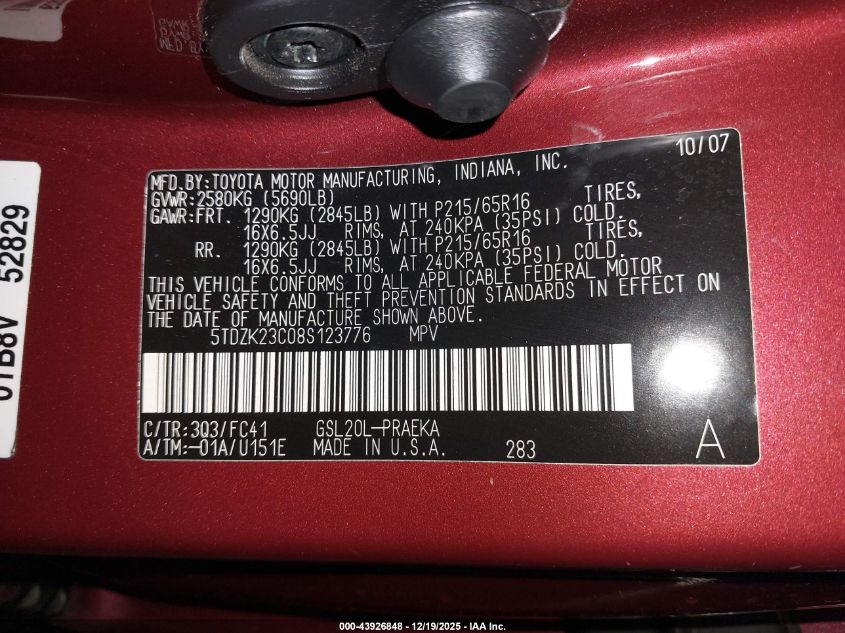 10/07
MFD.BY:TOYOTA MOTOR MANUFACTURING, INDIANA, INC.
GVWR:2580KG (5690LB)
GAWR:FRT. 1290KG (2845LB) WITH P215/65R16 TIRES,
16X6.5JJ RIMS, AT 240KPA (35PSI) COLD.
RR. 1290KG (2845LB) WITH P215/65R16 TIRES,
16X6.5JJ RIMS, AT 240KPA (35PSI) COLD.
THIS VEHICLE CONFORMS TO ALL APPLICABLE FEDERAL MOTOR
VEHICLE SAFETY AND THEFT PREVENTION STANDARDS IN EFFECT ON
THE DATE OF MANUFACTURE SHOWN ABOVE.
5TDZK23C08S123776 MPV
C/TR:3Q3/FC41 GSL20L-PRAEKA
A/TM:-01A/U151E MADE IN U.S.A. 283 A
52829
000-43926848 - 12/19/2025 - IAA Inc.